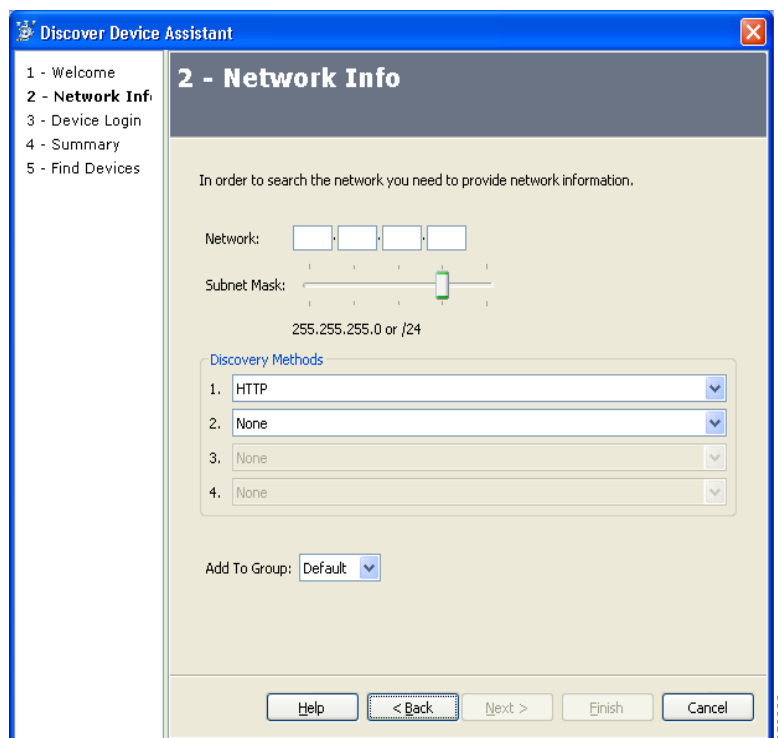 Discover Device Assistant
1 - Welcome
2 - Network Inf
3 - Device Login
4 - Summary
5 - Find Devices
2 - Network Info
In order to search the network you need to provide network information.
Network:
Subnet Mask:
255.255.255.0 or /24
Discovery Methods
1. HTTP
2. None
3. None
4. None
Add To Group: Default
Help
< Back
Next >
Finish
Cancel